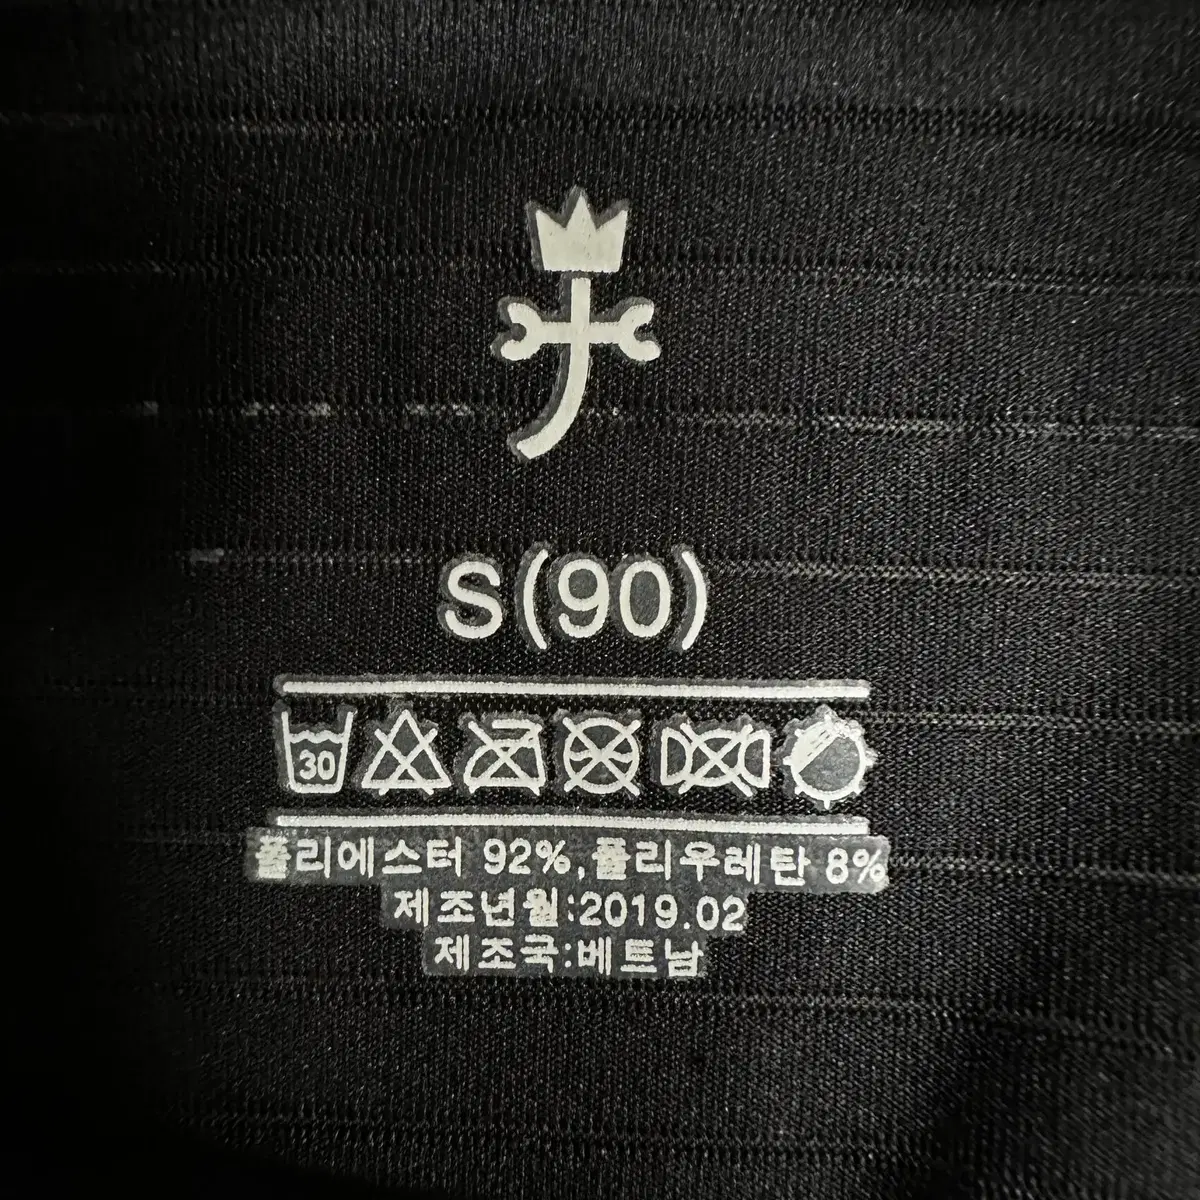 S(90)
30
폴리에스터 92%,폴리우레탄 8%
제조년월:2019.02
제조국:베트남